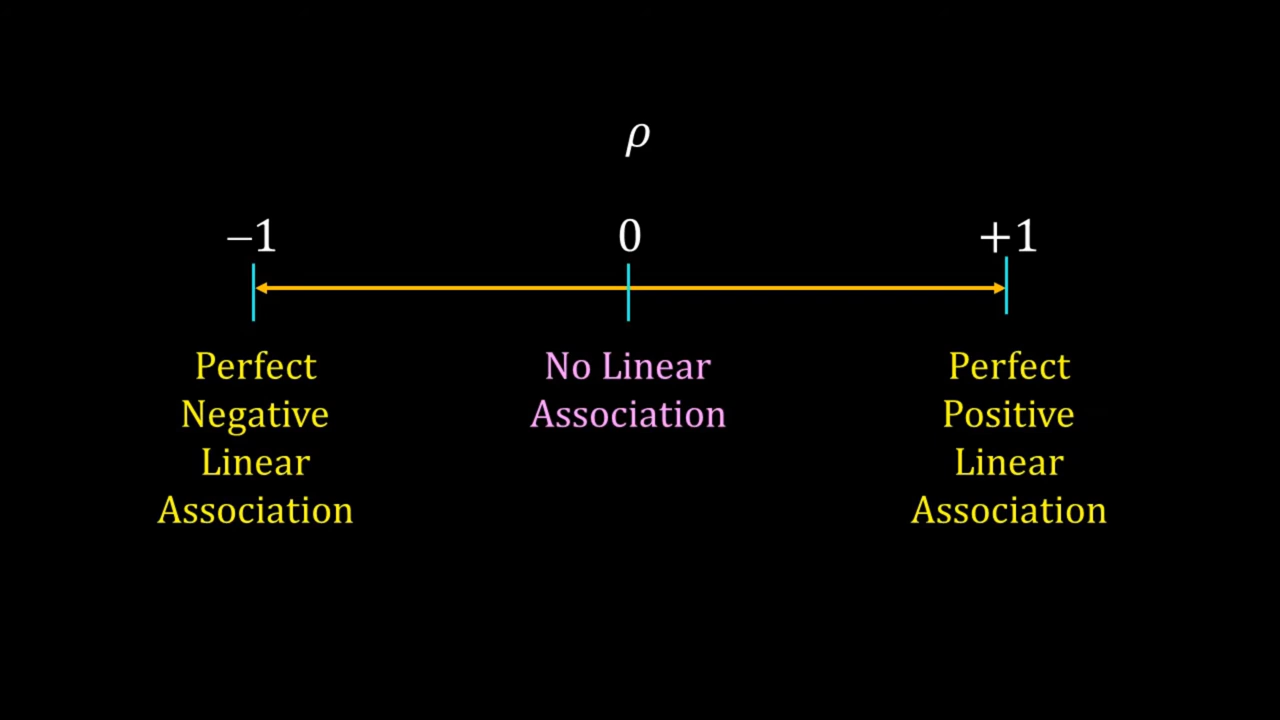 ρ
−1 0 +1
Perfect
Negative
Linear
Association
No Linear
Association
Perfect
Positive
Linear
Association